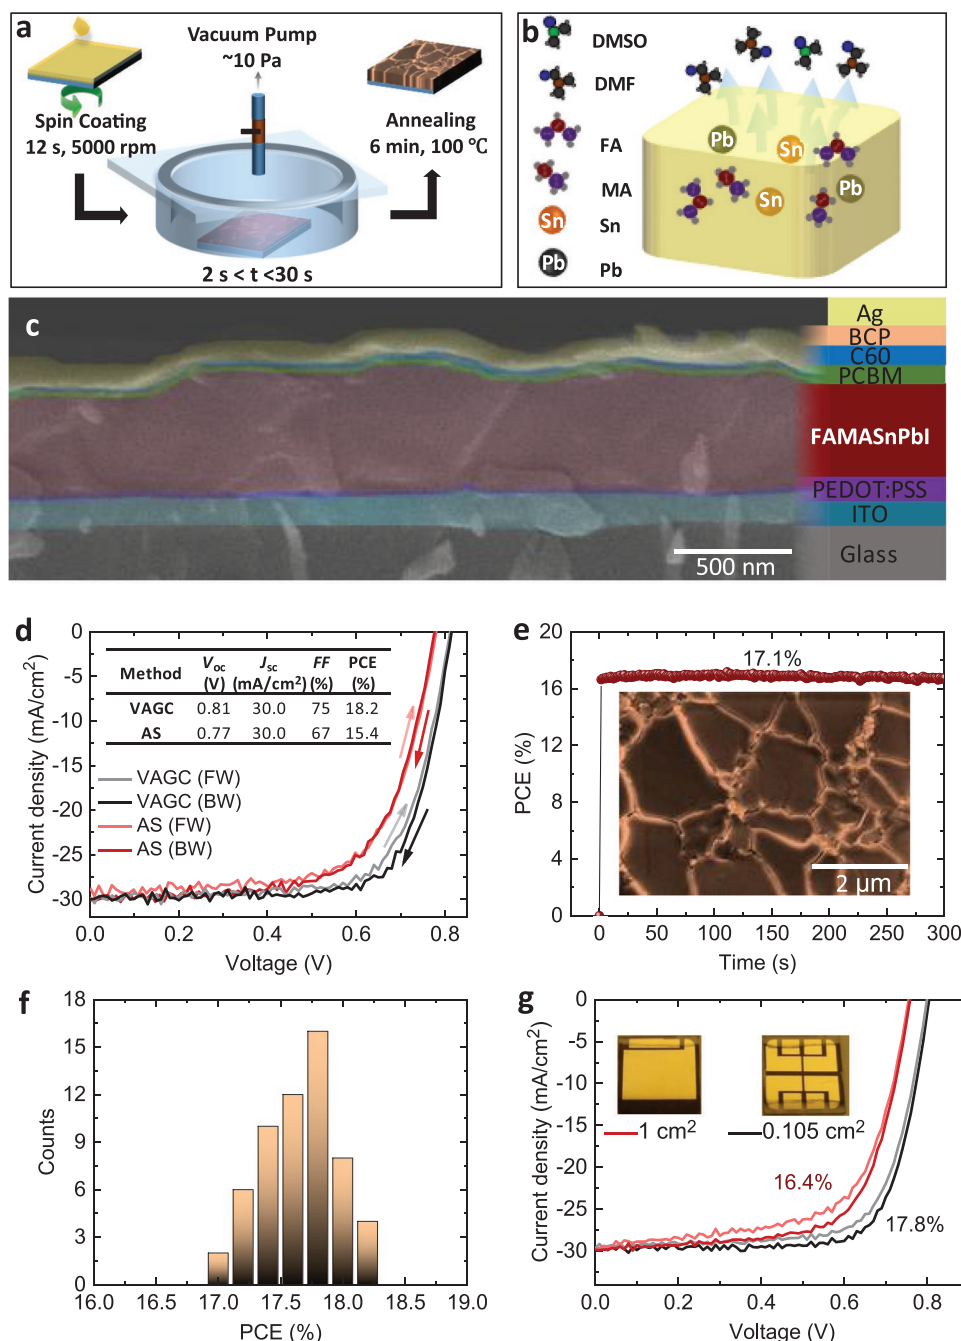 a
Spin Coating
12 s, 5000 rpm
Vacuum Pump
~10 Pa
Annealing
6 min, 100 ℃
2 s < t <30 s
b
DMSO
DMF
FA
MA
Sn
Sn
Pb
Pb
Pb
Sn
Sn
Pb
c
Ag
BCP
C60
PCBM
FAMASnPbI
PEDOT:PSS
ITO
Glass
500 nm
d
Current density (mA/cm²)
0
-5
-10
-15
-20
-25
-30
Method Voc (V) Jsc (mA/cm²) FF (%) PCE (%)
VAGC 0.81 30.0 75 18.2
AS 0.77 30.0 67 15.4
VAGC (FW)
VAGC (BW)
AS (FW)
AS (BW)
0.0 0.2 0.4 0.6 0.8
Voltage (V)
e
PCE (%)
20
16
12
8
4
0
17.1%
2 µm
0 50 100 150 200 250 300
Time (s)
f
Counts
18
15
12
9
6
3
0
16.0 16.5 17.0 17.5 18.0 18.5 19.0
PCE (%)
g
Current density (mA/cm²)
0
-5
-10
-15
-20
-25
-30
1 cm²
0.105 cm²
16.4%
17.8%
0.0 0.2 0.4 0.6 0.8
Voltage (V)